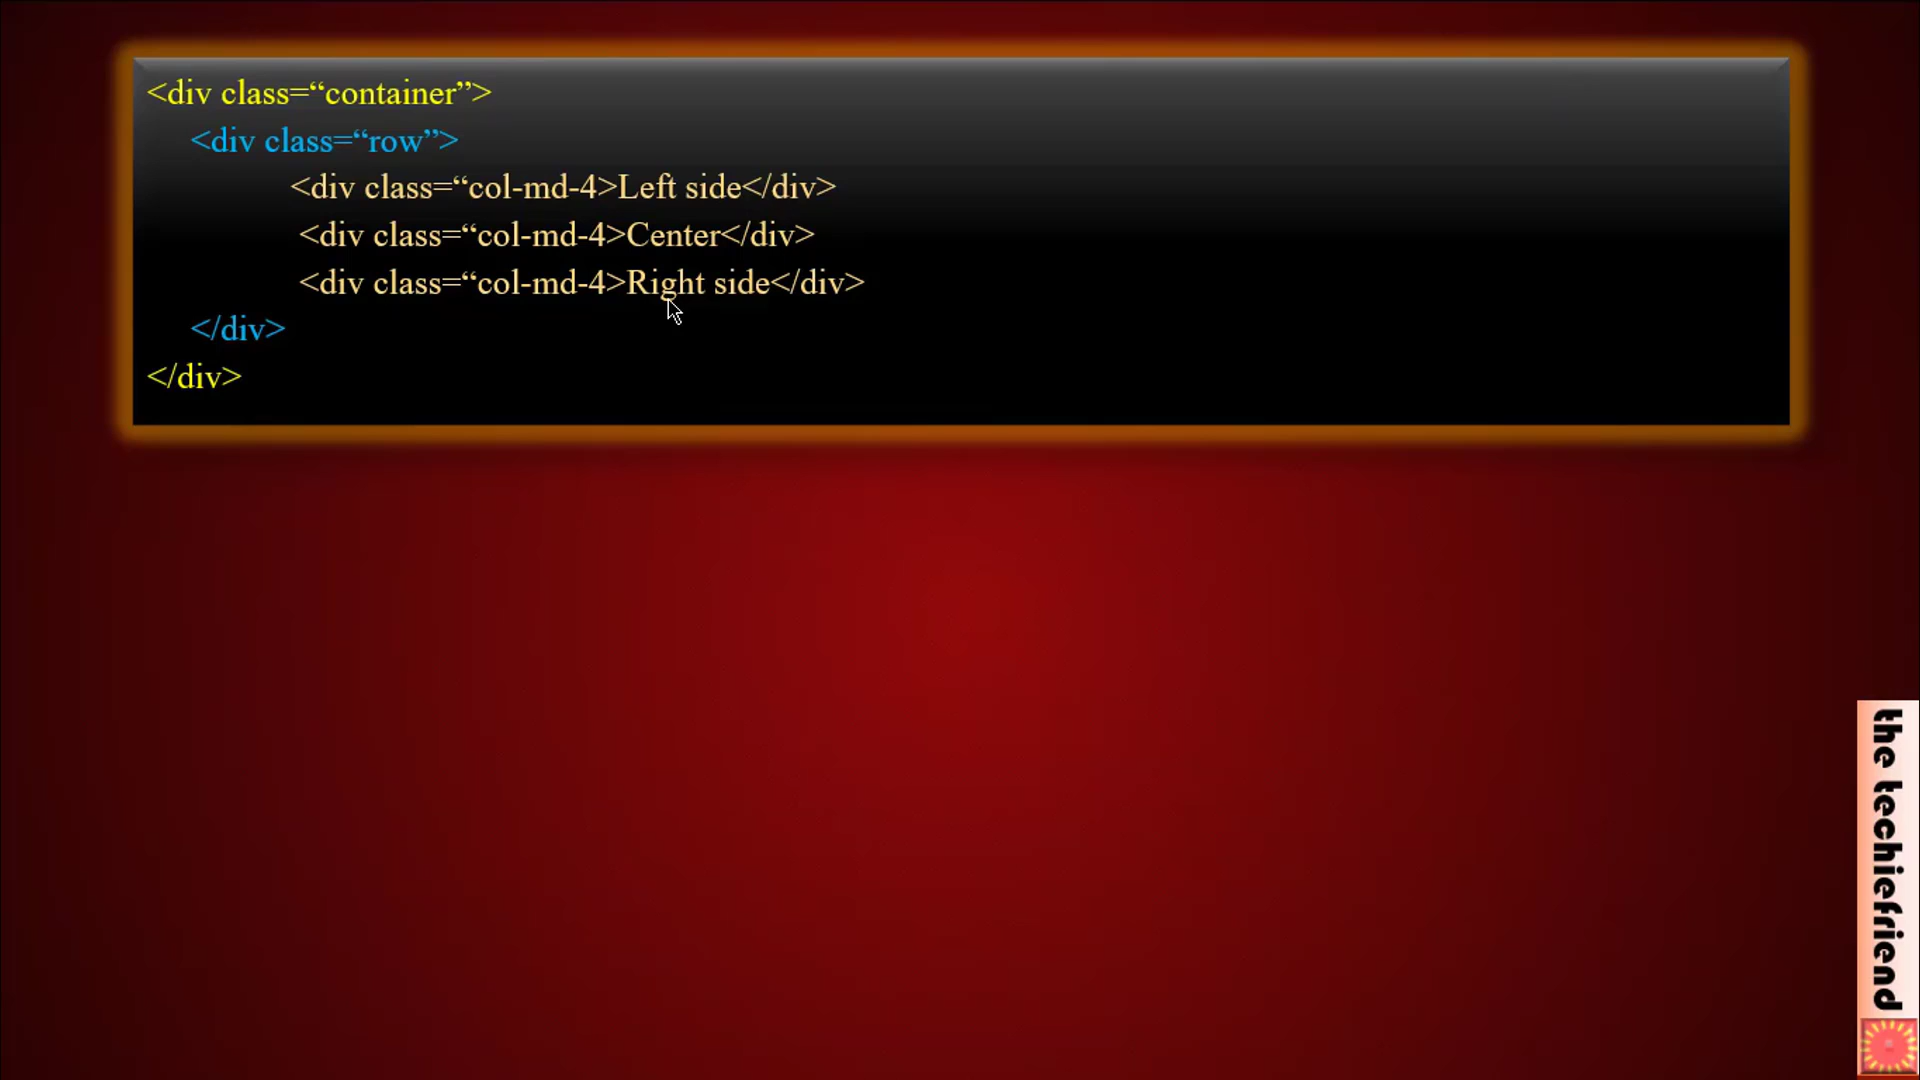 <div class=“container”>
<div class=“row”>
<div class=“col-md-4>Left side</div>
<div class=“col-md-4>Center</div>
<div class=“col-md-4>Right side</div>
</div>
</div>
the techiefriend